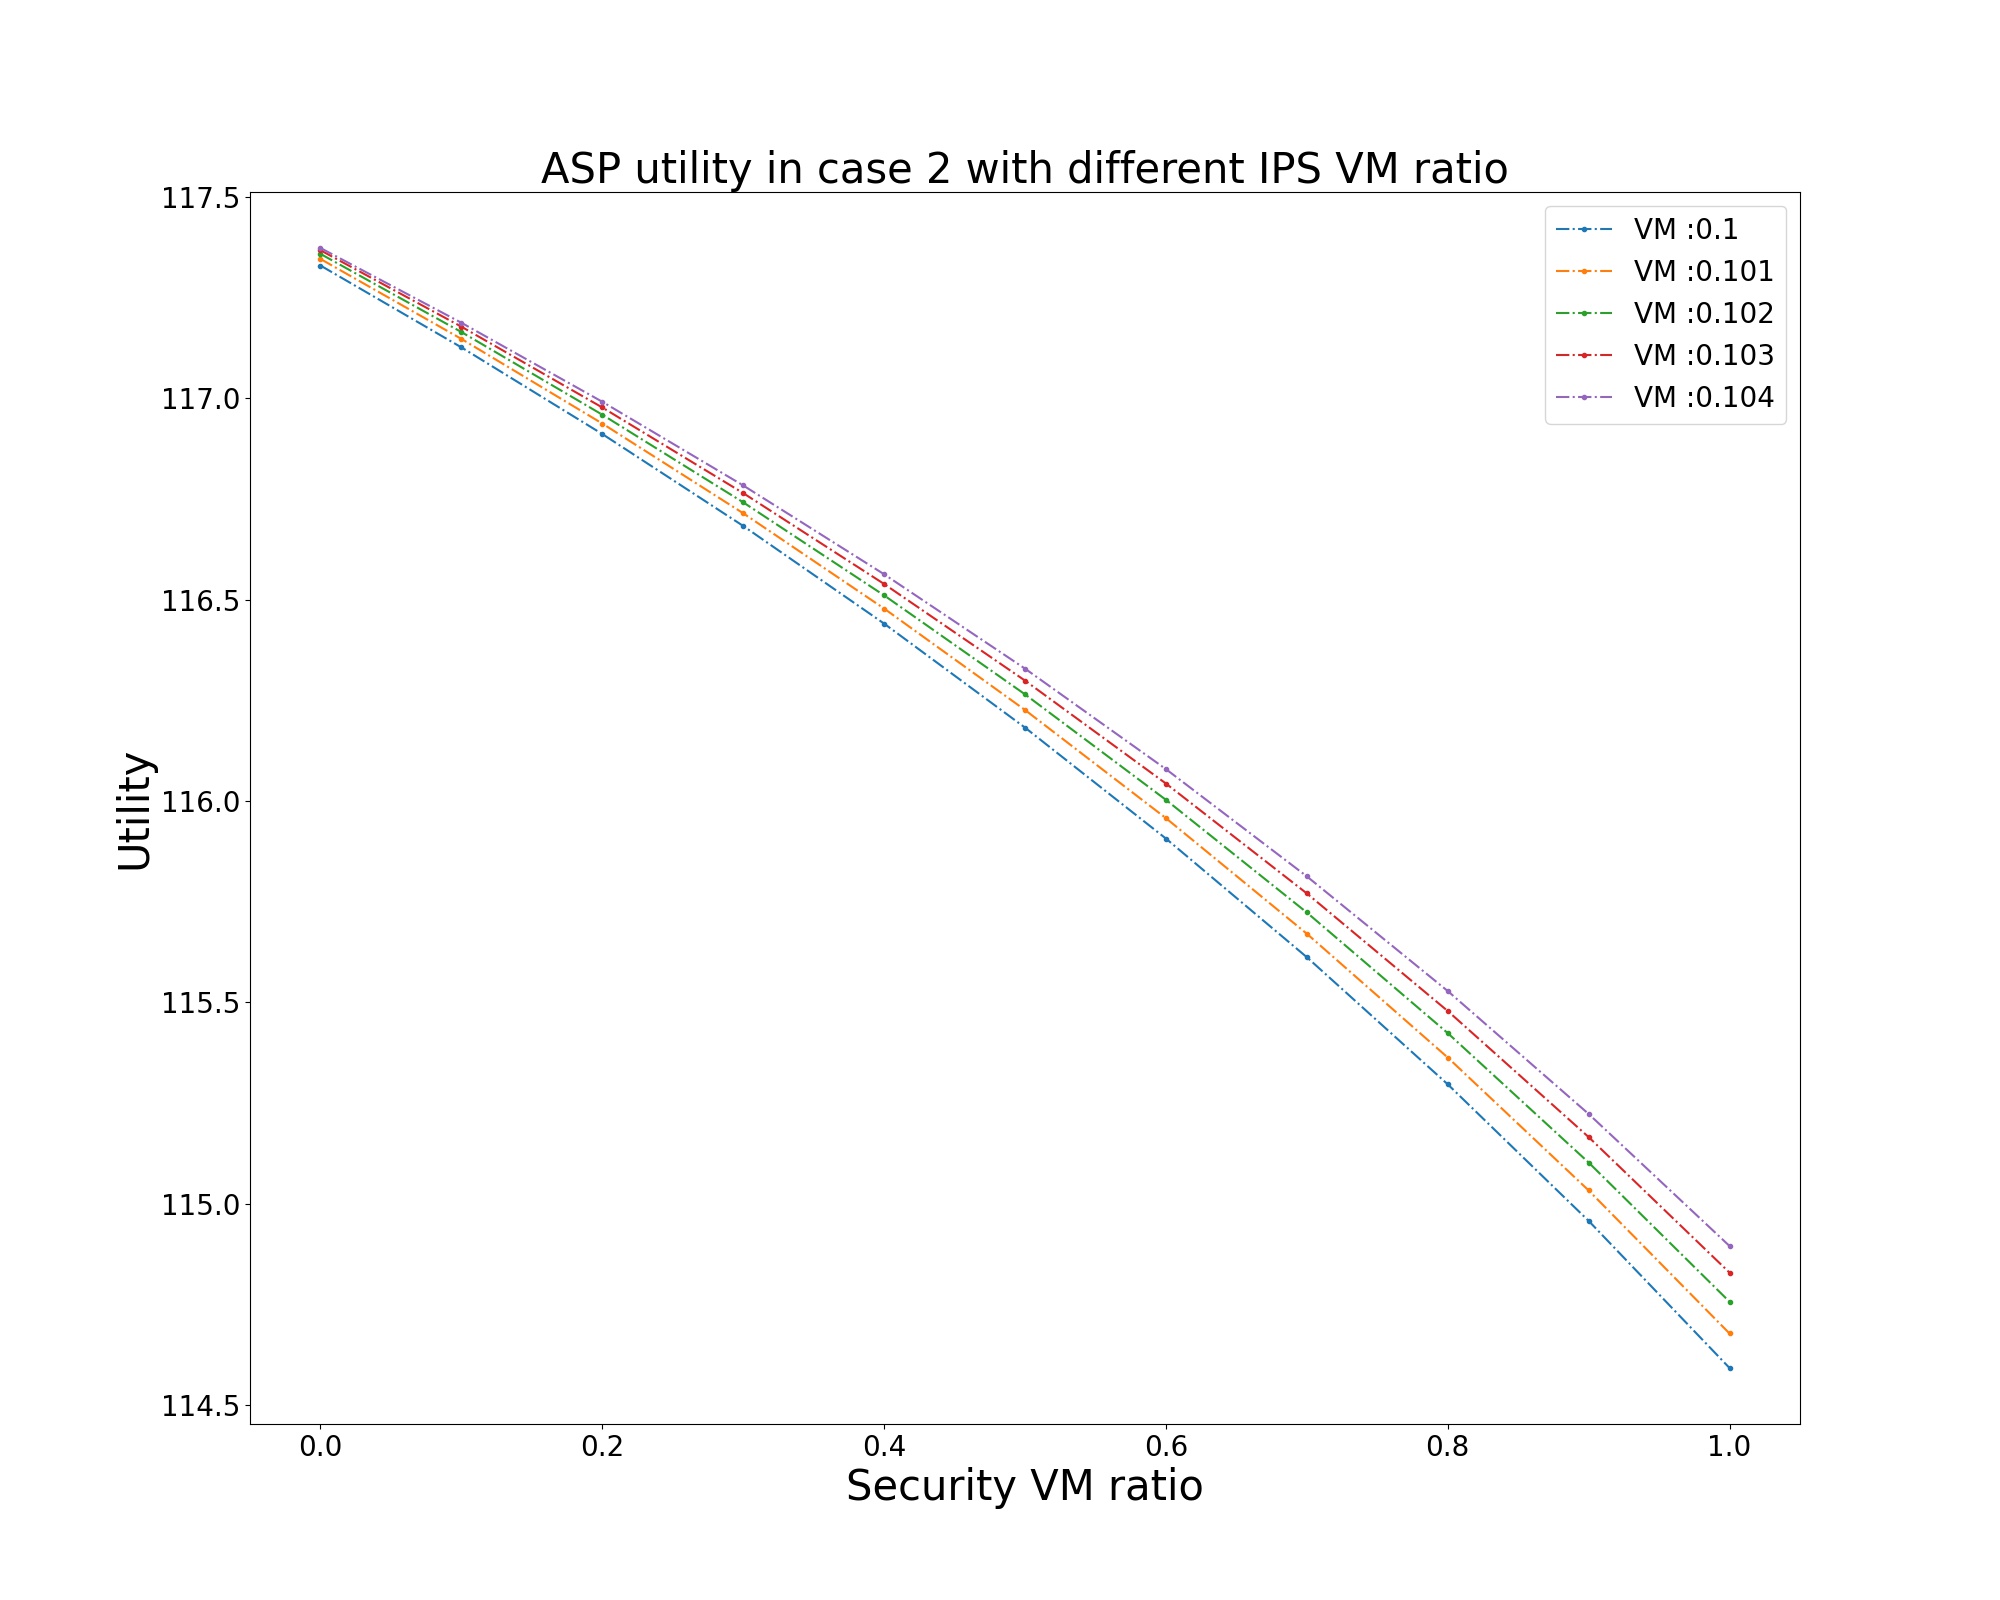 ASP utility in case 2 with different IPS VM ratio
117.5
117.0
116.5
116.0
115.5
115.0
114.5
Utility
VM :0.1
VM :0.101
VM :0.102
VM :0.103
VM :0.104
0.0 0.2 0.4 0.6 0.8 1.0
Security VM ratio